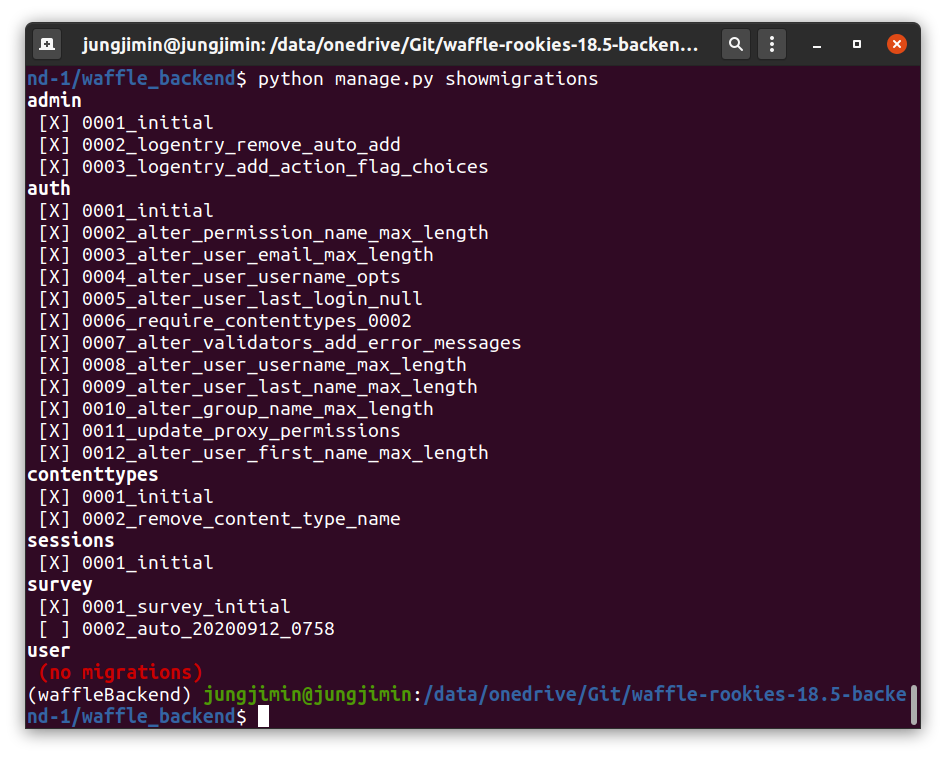 jungjimin@jungjimin: /data/onedrive/Git/waffle-rookies-18.5-backen...
nd-1/waffle_backend$ python manage.py showmigrations
admin
 [X] 0001_initial
 [X] 0002_logentry_remove_auto_add
 [X] 0003_logentry_add_action_flag_choices
auth
 [X] 0001_initial
 [X] 0002_alter_permission_name_max_length
 [X] 0003_alter_user_email_max_length
 [X] 0004_alter_user_username_opts
 [X] 0005_alter_user_last_login_null
 [X] 0006_require_contenttypes_0002
 [X] 0007_alter_validators_add_error_messages
 [X] 0008_alter_user_username_max_length
 [X] 0009_alter_user_last_name_max_length
 [X] 0010_alter_group_name_max_length
 [X] 0011_update_proxy_permissions
 [X] 0012_alter_user_first_name_max_length
contenttypes
 [X] 0001_initial
 [X] 0002_remove_content_type_name
sessions
 [X] 0001_initial
survey
 [X] 0001_survey_initial
 [ ] 0002_auto_20200912_0758
user
 (no migrations)
(waffleBackend) jungjimin@jungjimin:/data/onedrive/Git/waffle-rookies-18.5-backe
nd-1/waffle_backend$